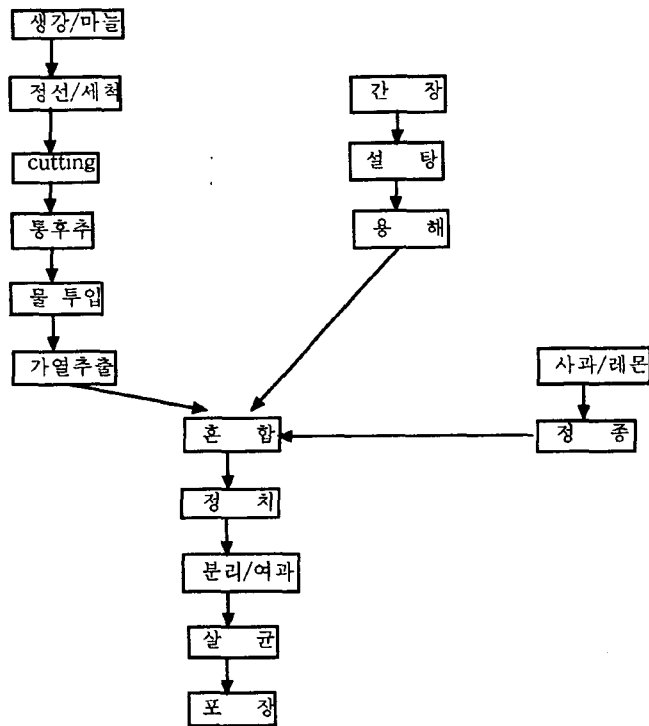 생강/마늘
정선/세척
cutting
통후추
물 투입
가열추출
간 장
설 탕
용 해
사과/레몬
정 종
혼 합
정 치
분리/여과
살 균
포 장